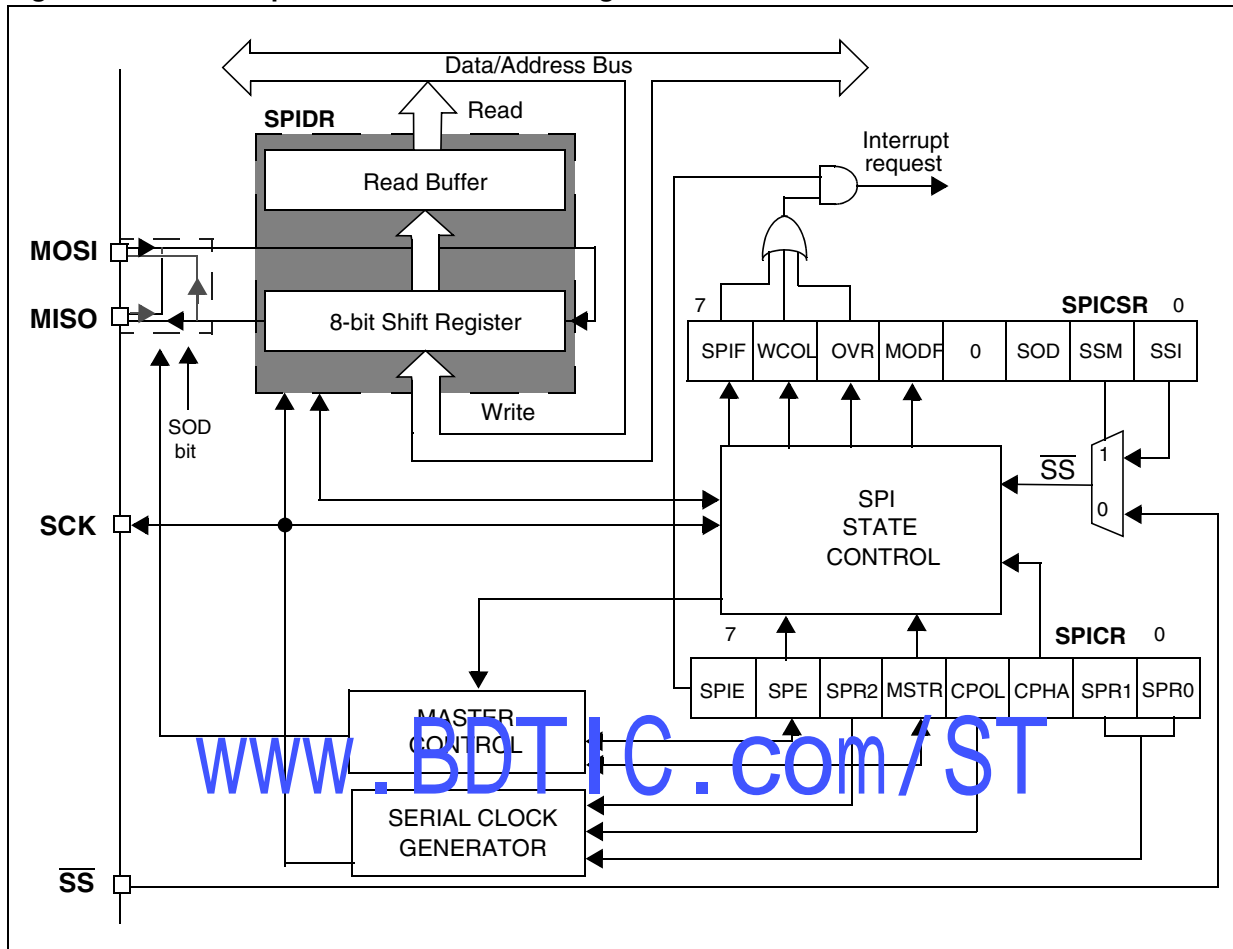 Data/Address Bus
SPIDR
Read
Read Buffer
Interrupt
request
MOSI
MISO
8-bit Shift Register
7
SPICSR
0
SPIF
WCOL
OVR
MODF
0
SOD
SSM
SSI
Write
SOD
bit
1
SS
0
SCK
SPI
STATE
CONTROL
7
SPICR
0
SPIE
SPE
SPR2
MSTR
CPOL
CPHA
SPR1
SPR0
MASTER
CONTROL
www.BDTIC.com/ST
SERIAL CLOCK
GENERATOR
SS